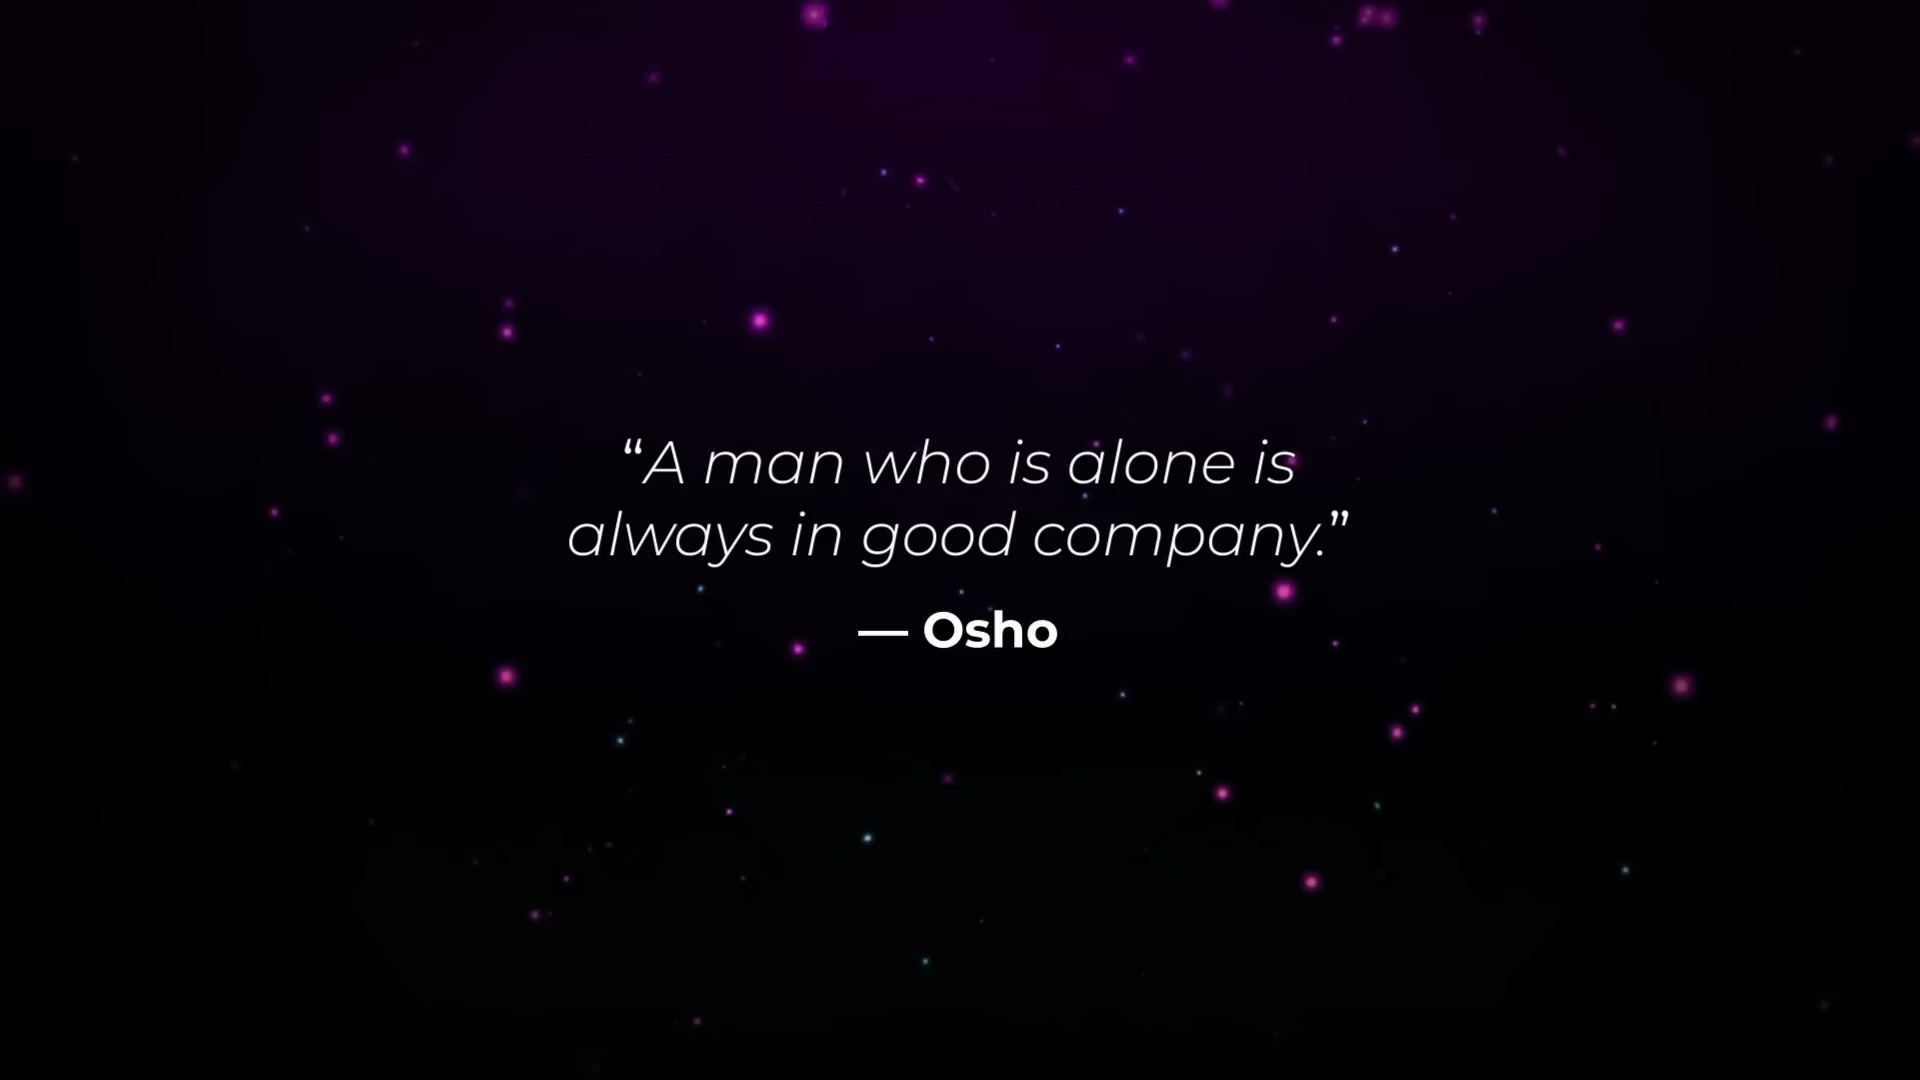 “A man who is alone is
always in good company.”
— Osho